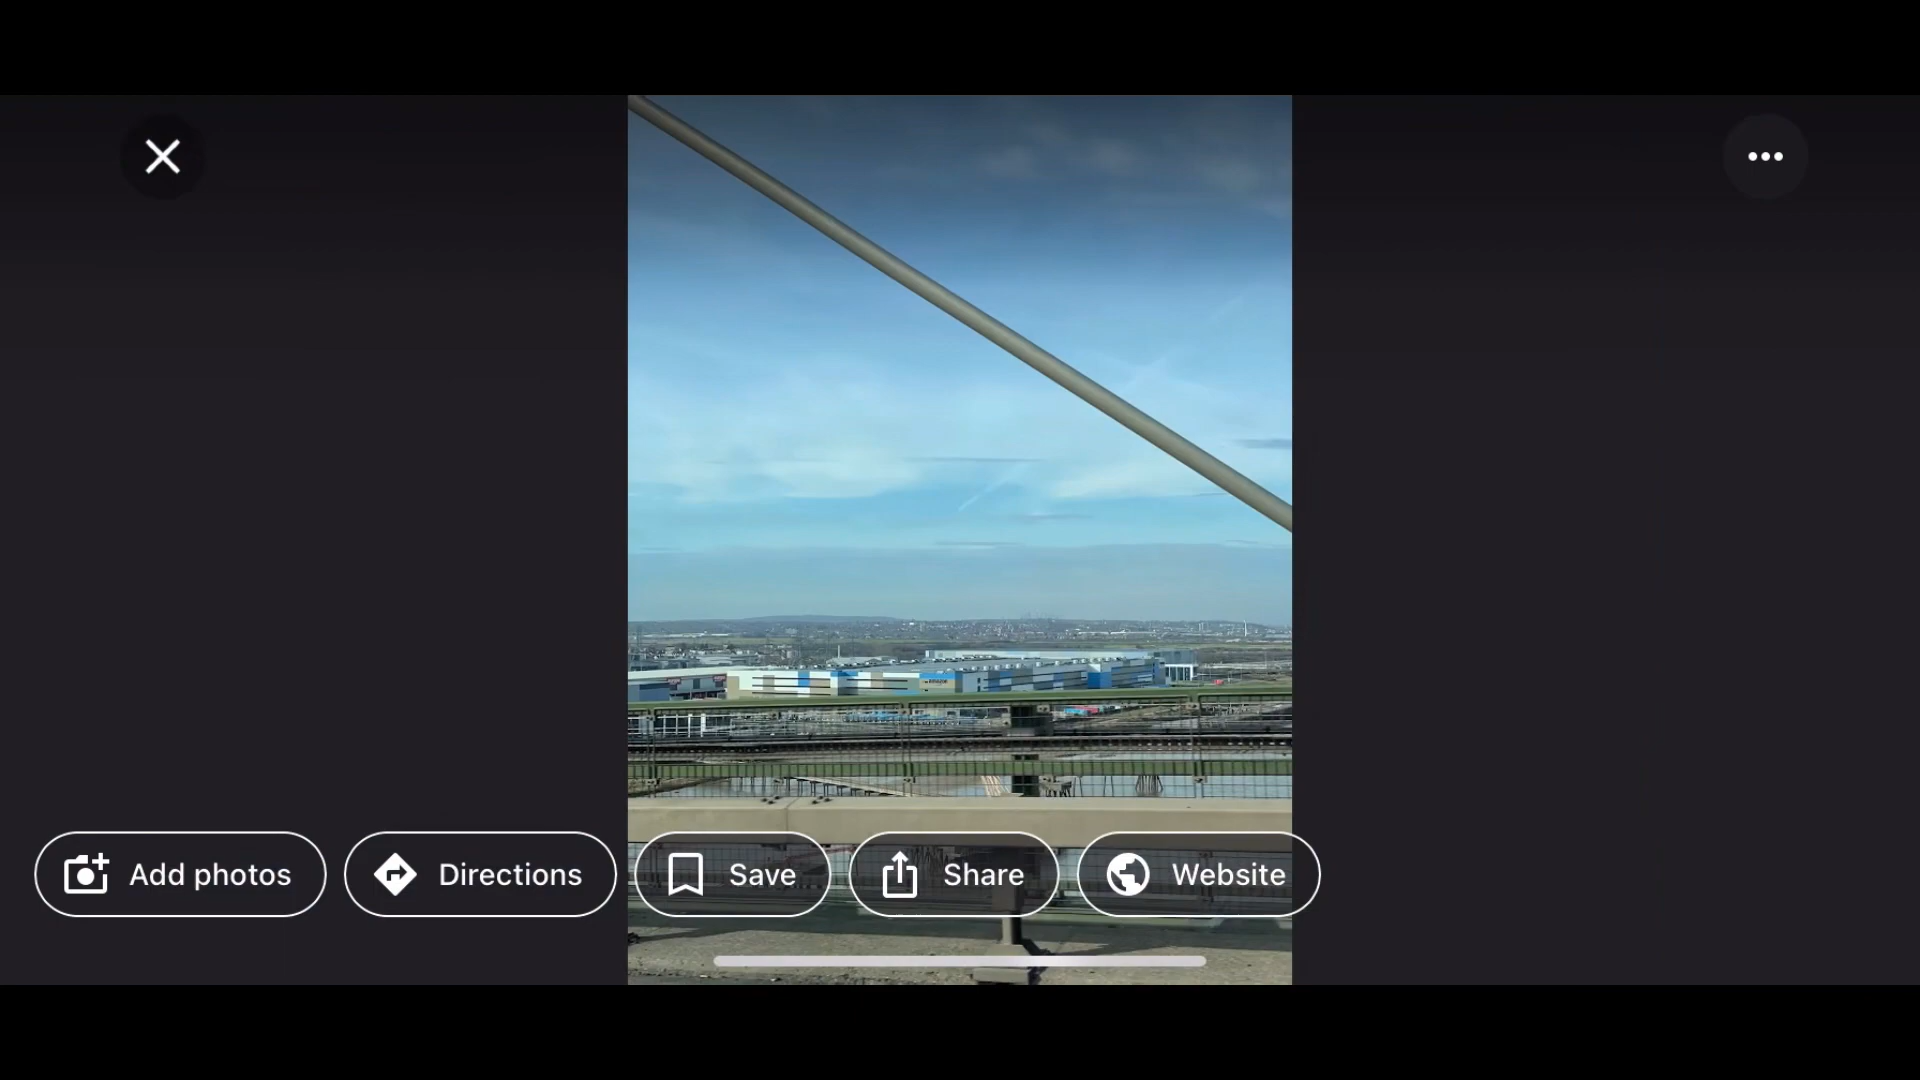 Add photos
Directions
Save
Share
Website